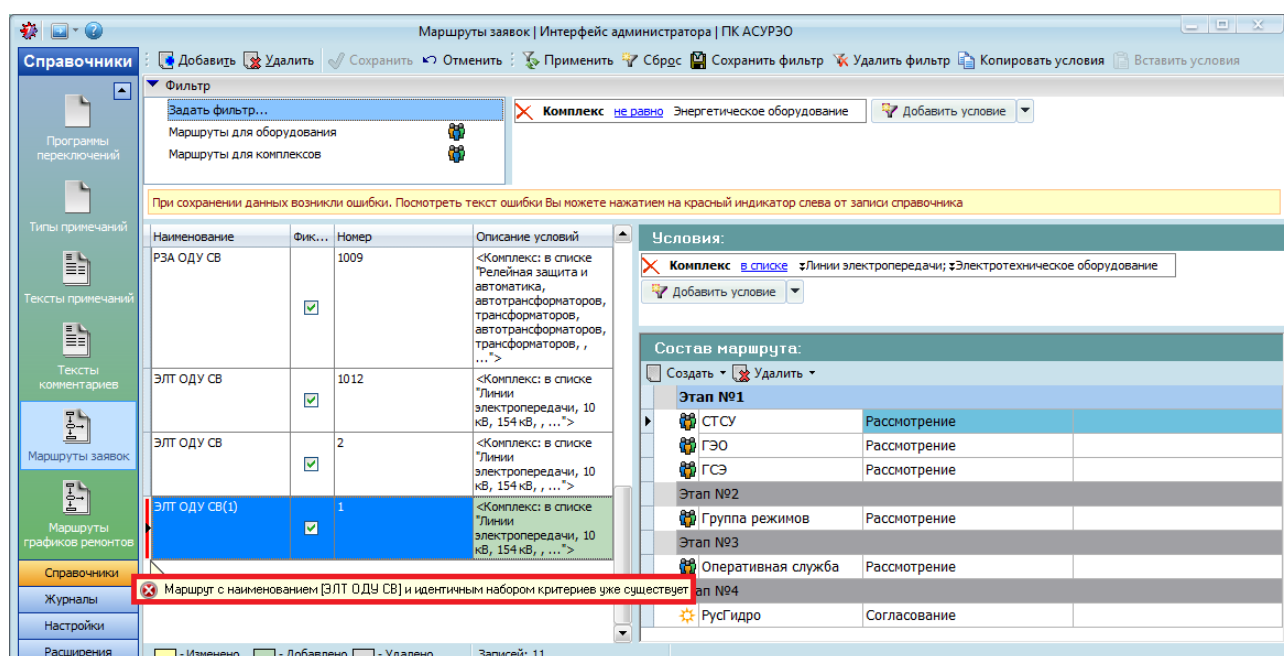 Маршруты заявок | Интерфейс администратора | ПК АСУРЭО
Справочники
Добавить Удалить Сохранить Отменить Применить Сброс Сохранить фильтр Удалить фильтр Копировать условия Вставить условия
Фильтр
Задать фильтр...
Маршруты для оборудования
Маршруты для комплексов
Комплекс не равно Энергетическое оборудование
Добавить условие
При сохранении данных возникли ошибки. Посмотреть текст ошибки Вы можете нажатием на красный индикатор слева от записи справочника
Программы
переключений
Типы примечаний
Тексты примечаний
Тексты
комментариев
Маршруты заявок
Маршруты
графиков ремонтов
Справочники
Журналы
Настройки
Расширения
Наименование Фик... Номер Описание условий
РЗА ОДУ СВ 1009 <Комплекс: в списке
"Релейная защита и
автоматика,
автотрансформаторов,
трансформаторов,
автотрансформаторов,
трансформаторов, ,
...">
ЭЛТ ОДУ СВ 1012 <Комплекс: в списке
"Линии
электропередачи, 10
кВ, 154 кВ, , ...">
ЭЛТ ОДУ СВ 2 <Комплекс: в списке
"Линии
электропередачи, 10
кВ, 154 кВ, , ...">
ЭЛТ ОДУ СВ(1) 1 <Комплекс: в списке
"Линии
электропередачи, 10
кВ, 154 кВ, , ...">
Маршрут с наименованием [ЭЛТ ОДУ СВ] и идентичным набором критериев уже существует
Условия:
Комплекс в списке Линии электропередачи; Электротехническое оборудование
Добавить условие
Состав маршрута:
Создать Удалить
Этап №1
СТСУ Рассмотрение
ГЭО Рассмотрение
ГСЭ Рассмотрение
Этап №2
Группа режимов Рассмотрение
Этап №3
Оперативная служба Рассмотрение
ап №4
РусГидро Согласование
- Изменено - Добавлено - Удалено Записей: 11